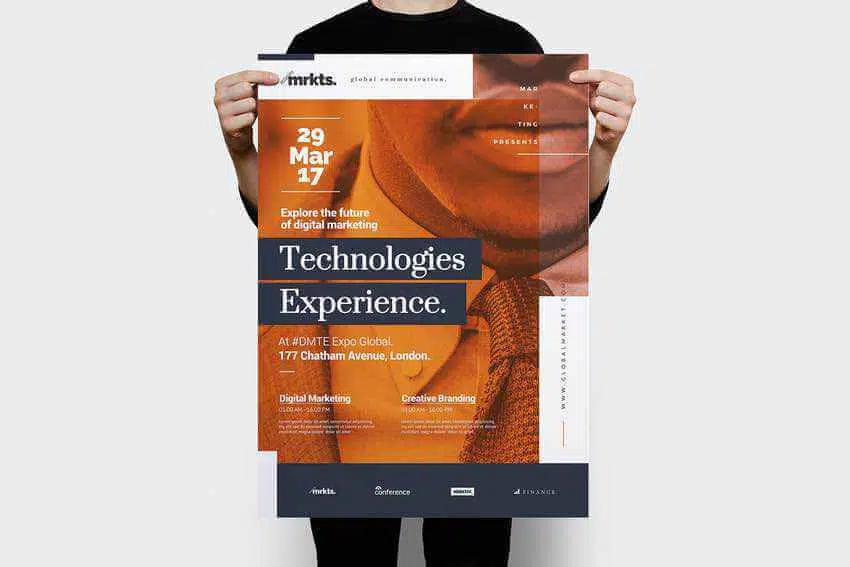 mrkts.
global communication.
MAR
KE-
TING
PRESENTS
29
Mar
17
Explore the future
of digital marketing
Technologies
Experience.
At #DMTE Expo Global.
177 Chatham Avenue, London.
Digital Marketing
Creative Branding
WWW.GLOBALMARKET.COM
mrkts.
conference
FINANCE